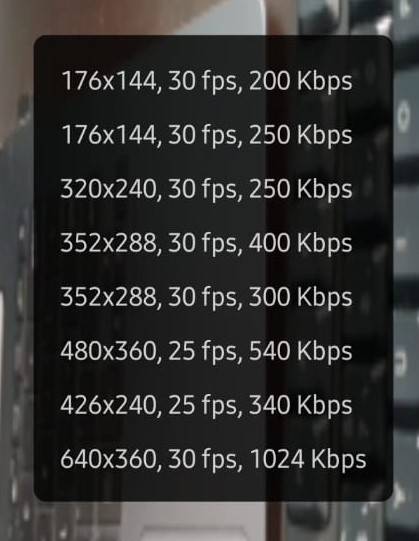 176x144, 30 fps, 200 Kbps
176x144, 30 fps, 250 Kbps
320x240, 30 fps, 250 Kbps
352x288, 30 fps, 400 Kbps
352x288, 30 fps, 300 Kbps
480x360, 25 fps, 540 Kbps
426x240, 25 fps, 340 Kbps
640x360, 30 fps, 1024 Kbps